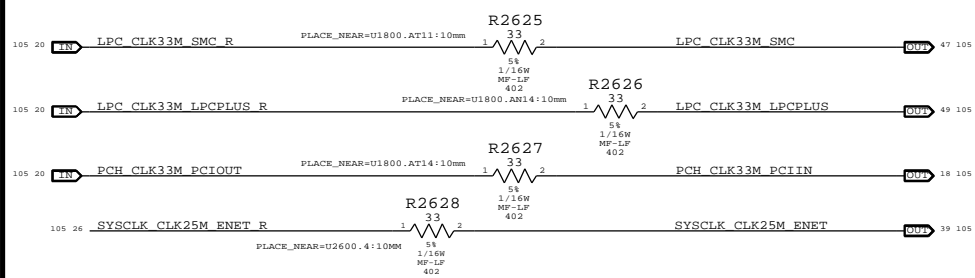 R2625
105 20 IN LPC_CLK33M_SMC_R PLACE_NEAR=U1800.AT11:10mm 1 33 2 LPC_CLK33M_SMC OUT 47 105
5%
1/16W
MF-LF
402
R2626
105 20 IN LPC_CLK33M_LPCPLUS_R PLACE_NEAR=U1800.AN14:10mm 1 33 2 LPC_CLK33M_LPCPLUS OUT 49 105
5%
1/16W
MF-LF
402
R2627
105 20 IN PCH_CLK33M_PCIOUT PLACE_NEAR=U1800.AT14:10mm 1 33 2 PCH_CLK33M_PCIIN OUT 18 105
5%
1/16W
MF-LF
402
R2628
105 26 SYSCLK_CLK25M_ENET_R 1 33 2 SYSCLK_CLK25M_ENET OUT 39 105
PLACE_NEAR=U2600.4:10MM 5%
1/16W
MF-LF
402